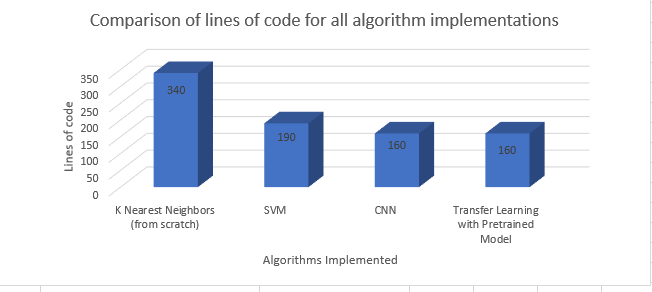 Comparison of lines of code for all algorithm implementations
Lines of code
350
300
250
200
150
100
50
0
340
190
160
160
K Nearest Neighbors
(from scratch)
SVM
CNN
Transfer Learning
with Pretrained
Model
Algorithms Implemented